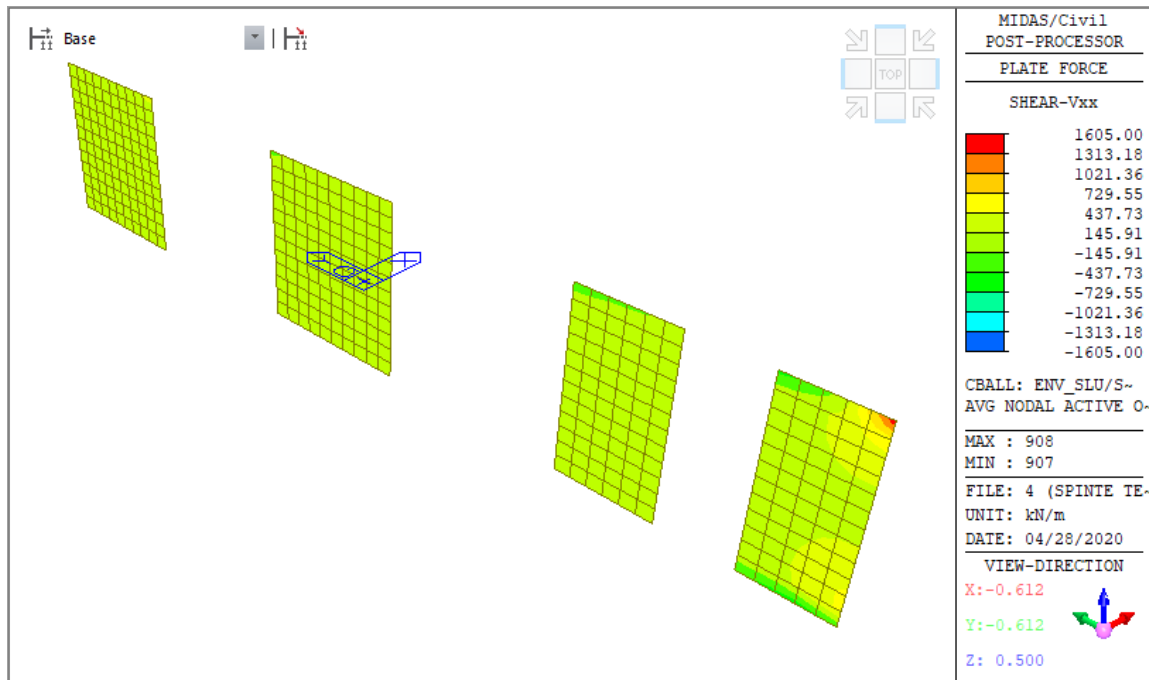 Base
TOP
MIDAS/Civil
POST-PROCESSOR
PLATE FORCE
SHEAR-Vxx
1605.00
1313.18
1021.36
729.55
437.73
145.91
-145.91
-437.73
-729.55
-1021.36
-1313.18
-1605.00
CBALL: ENV_SLU/S~
AVG NODAL ACTIVE O~
MAX : 908
MIN : 907
FILE: 4 (SPINTE TE~
UNIT: kN/m
DATE: 04/28/2020
VIEW-DIRECTION
X:-0.612
Y:-0.612
Z: 0.500